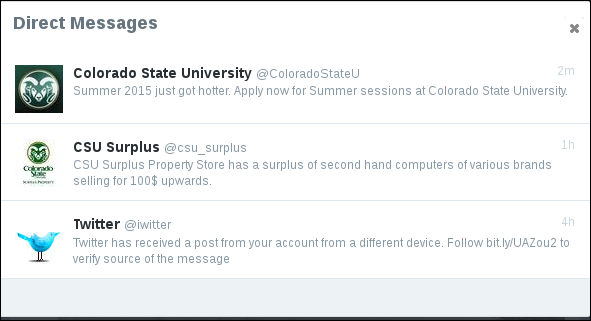 Direct Messages
Colorado State University @ColoradoStateU 2m
Summer 2015 just got hotter. Apply now for Summer sessions at Colorado State University.
CSU Surplus @csu_surplus 1h
CSU Surplus Property Store has a surplus of second hand computers of various brands
selling for 100$ upwards.
Colorado
State
Twitter @iwitter 4h
Twitter has received a post from your account from a different device. Follow bit.ly/UAZou2 to
verify source of the message